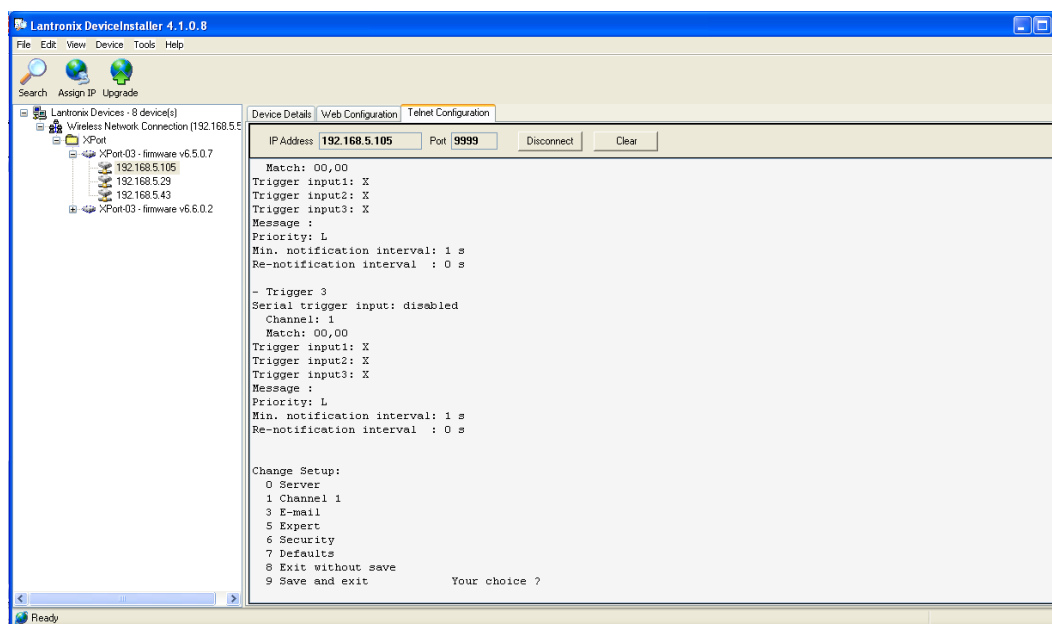 Lantronix DeviceInstaller 4.1.0.8
File Edit View Device Tools Help
Search Assign IP Upgrade
Lantronix Devices - 8 device(s)
Wireless Network Connection (192.168.5.5
XPort
XPort-03 - firmware v6.5.0.7
192.168.5.105
192.168.5.29
192.168.5.43
XPort-03 - firmware v6.6.0.2
Device Details Web Configuration Telnet Configuration
IP Address 192.168.5.105 Port 9999 Disconnect Clear
Match: 00,00
Trigger input1: X
Trigger input2: X
Trigger input3: X
Message :
Priority: L
Min. notification interval: 1 s
Re-notification interval : 0 s
- Trigger 3
Serial trigger input: disabled
Channel: 1
Match: 00,00
Trigger input1: X
Trigger input2: X
Trigger input3: X
Message :
Priority: L
Min. notification interval: 1 s
Re-notification interval : 0 s
Change Setup:
0 Server
1 Channel 1
3 E-mail
5 Expert
6 Security
7 Defaults
8 Exit without save
9 Save and exit Your choice ?
Ready